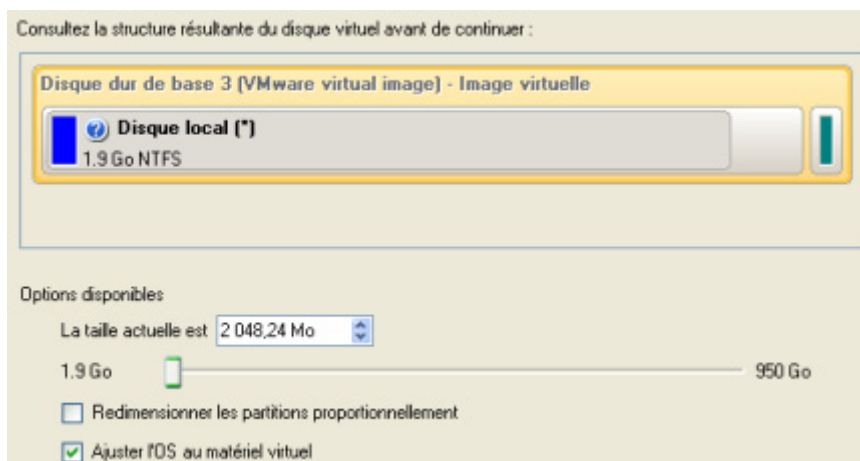 Consultez la structure résultante du disque virtuel avant de continuer :
Disque dur de base 3 (VMware virtual image) - Image virtuelle
Disque local (*)
1.9 Go NTFS
Options disponibles
La taille actuelle est 2 048,24 Mo
1.9 Go 950 Go
Redimensionner les partitions proportionnellement
Ajuster l'OS au matériel virtuel